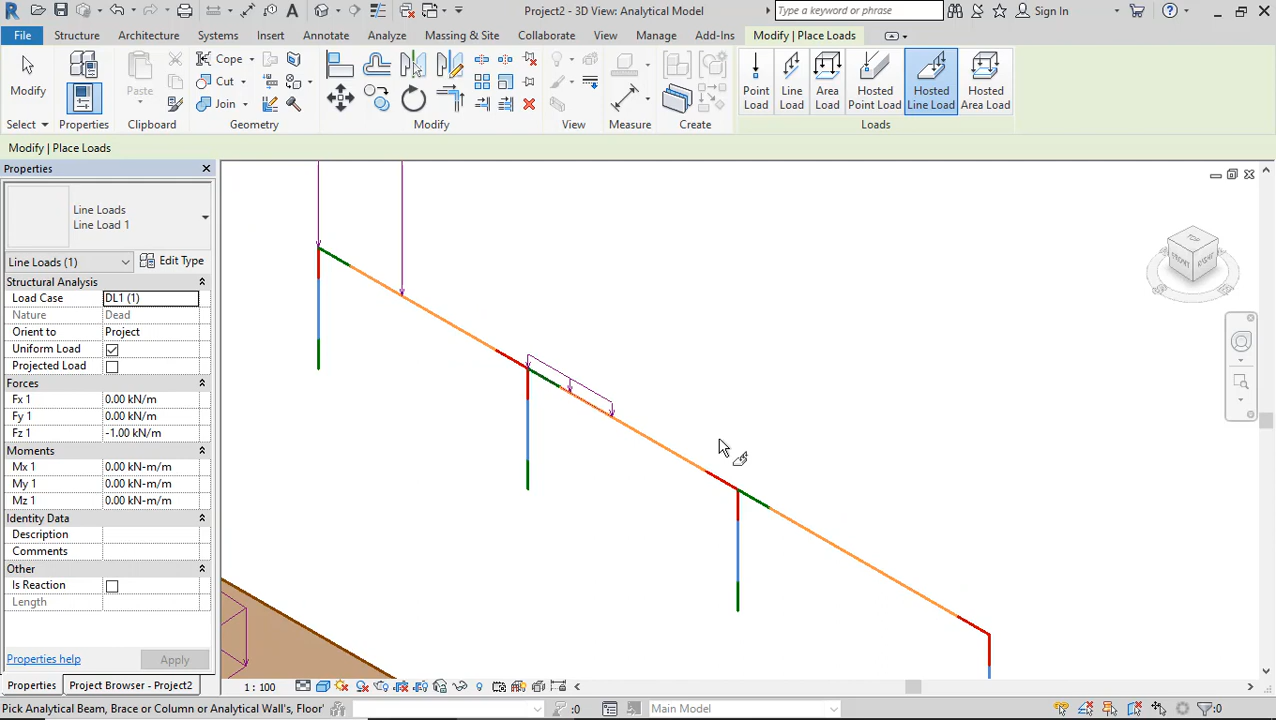 Project2 - 3D View: Analytical Model
Type a keyword or phrase
Sign In
File
Structure
Architecture
Systems
Insert
Annotate
Analyze
Massing & Site
Collaborate
View
Manage
Add-Ins
Modify | Place Loads
Modify
Select
Properties
Paste
Clipboard
Cope
Cut
Join
Geometry
Modify
View
Measure
Create
Point Load
Line Load
Area Load
Hosted Point Load
Hosted Line Load
Hosted Area Load
Loads
Modify | Place Loads
Properties
Line Loads
Line Load 1
Line Loads (1)
Edit Type
Structural Analysis
Load Case DL1 (1)
Nature Dead
Orient to Project
Uniform Load
Projected Load
Forces
Fx 1 0.00 kN/m
Fy 1 0.00 kN/m
Fz 1 -1.00 kN/m
Moments
Mx 1 0.00 kN-m/m
My 1 0.00 kN-m/m
Mz 1 0.00 kN-m/m
Identity Data
Description
Comments
Other
Is Reaction
Length
Properties help
Apply
TOP
FRONT
RIGHT
Properties
Project Browser - Project2
1 : 100
Pick Analytical Beam, Brace or Column or Analytical Wall's, Floor'
:0
Main Model
:0